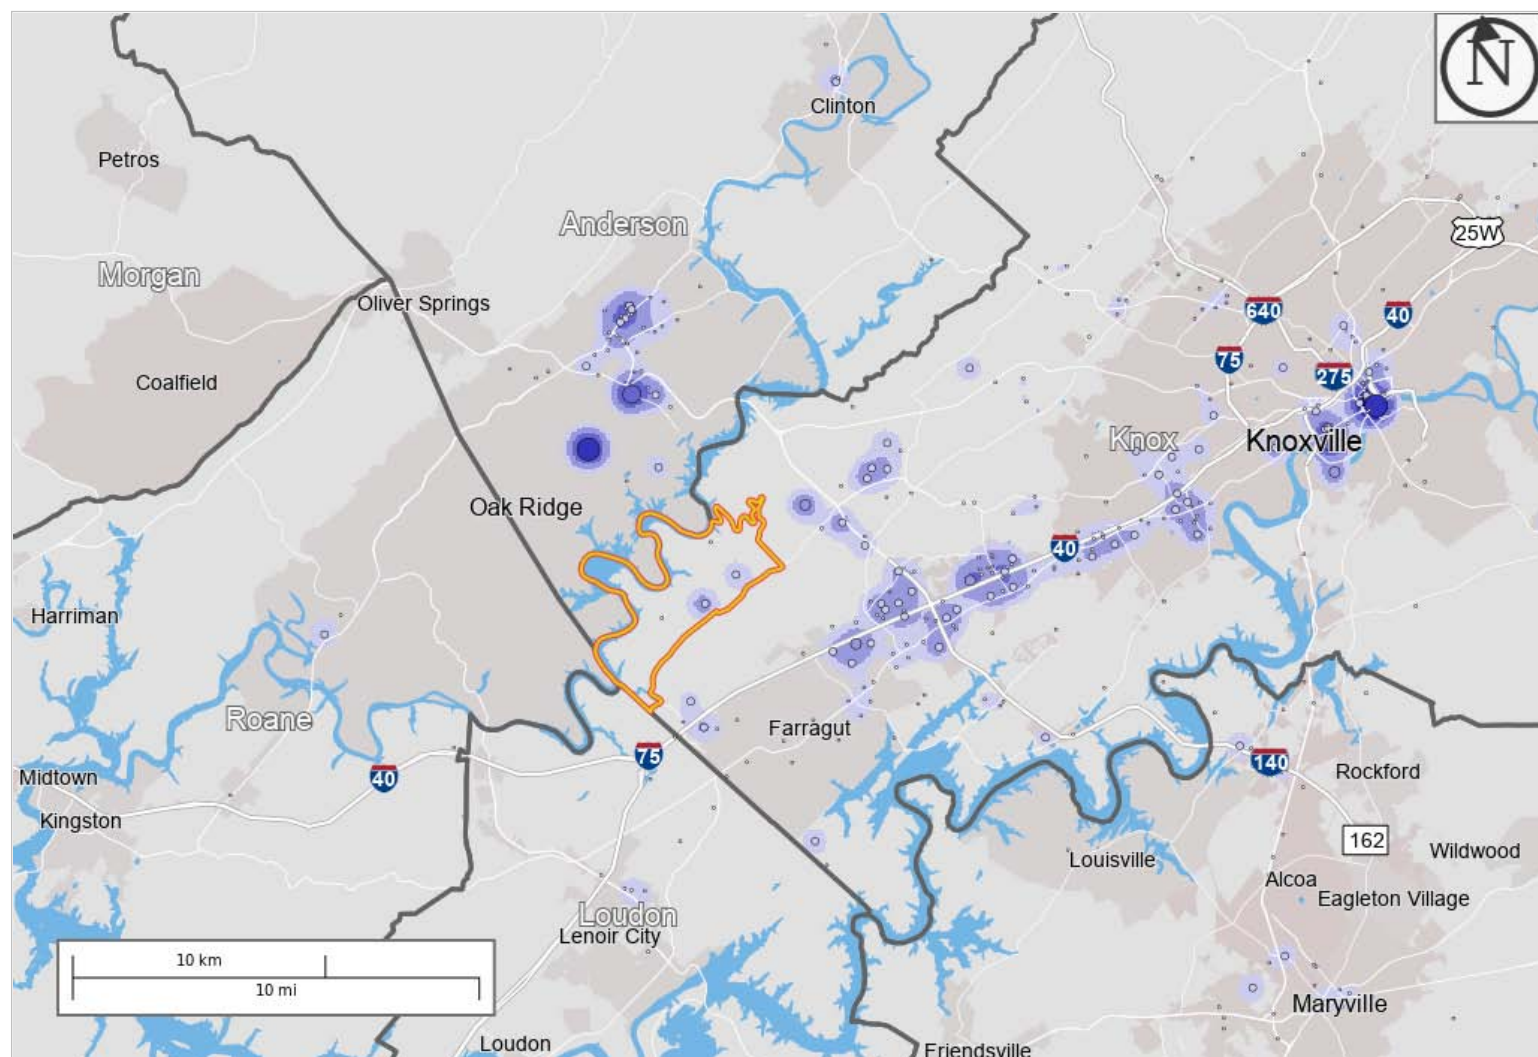 N
Clinton
Petros
Anderson
25W
Morgan
Oliver Springs
640
40
75
275
Coalfield
Knox
Knoxville
Oak Ridge
40
Harriman
Roane
Farragut
75
140
Midtown
40
Rockford
Kingston
162
Louisville
Wildwood
Alcoa
Eagleton Village
Loudon
Lenoir City
10 km
10 mi
Maryville
Loudon
Friendsville